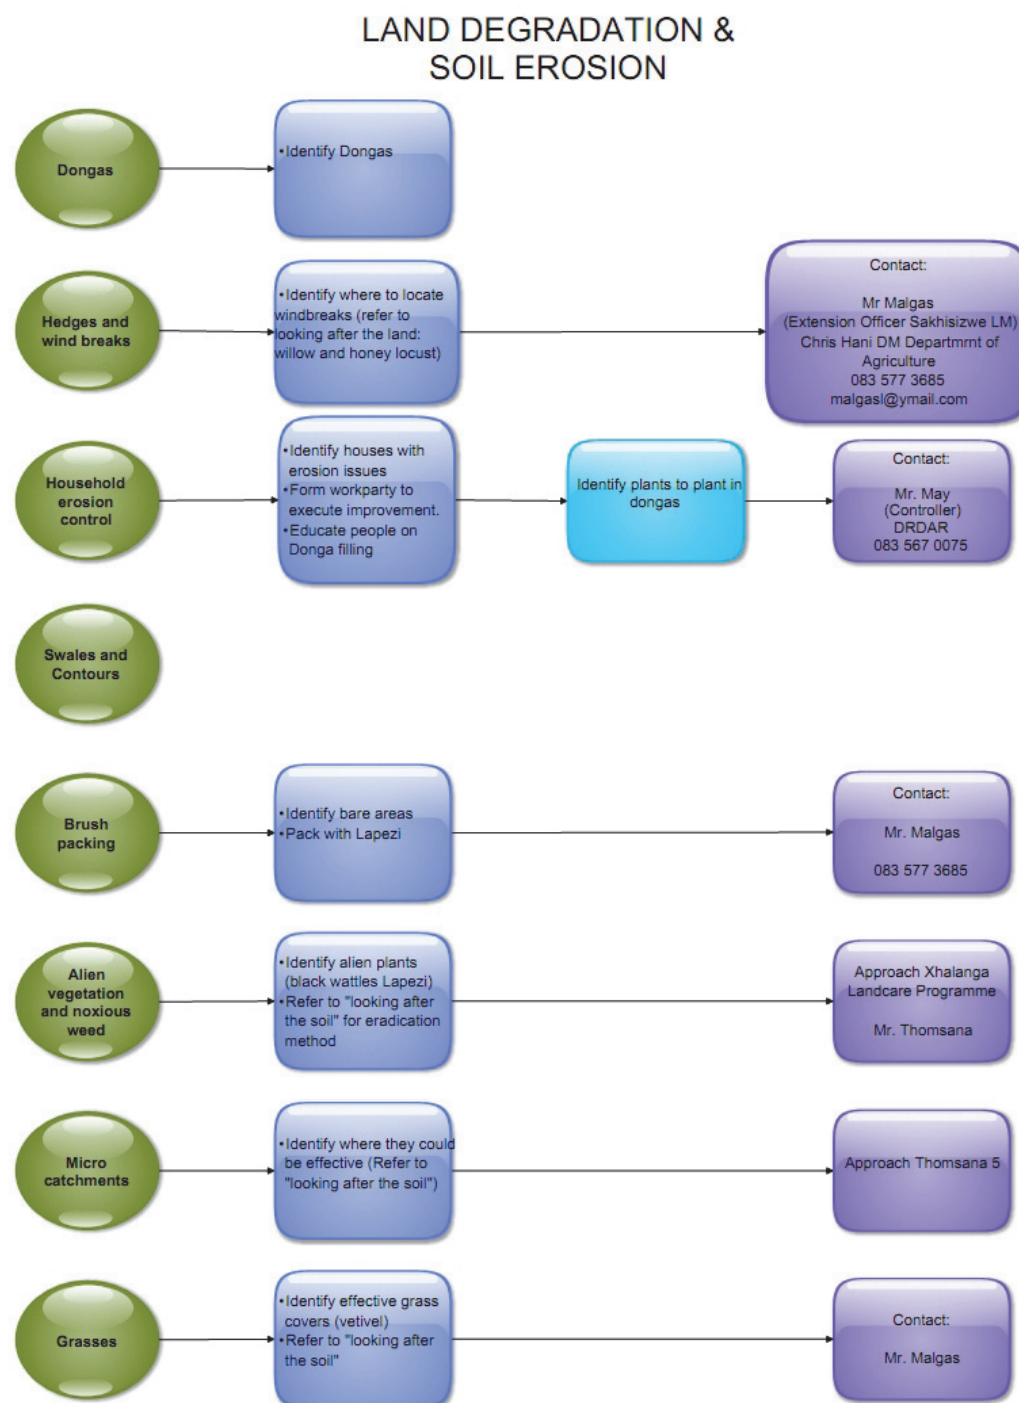 LAND DEGRADATION &
SOIL EROSION
Dongas
•Identify Dongas
Hedges and
wind breaks
•Identify where to locate
windbreaks (refer to
looking after the land:
willow and honey locust)
Contact:
Mr Malgas
(Extension Officer Sakhisizwe LM)
Chris Hani DM Departmrnt of
Agriculture
083 577 3685
malgasl@ymail.com
Household
erosion
control
•Identify houses with
erosion issues
•Form workparty to
execute improvement.
•Educate people on
Donga filling
Identify plants to plant in
dongas
Contact:
Mr. May
(Controller)
DRDAR
083 567 0075
Swales and
Contours
Brush
packing
•Identify bare areas
•Pack with Lapezi
Contact:
Mr. Malgas
083 577 3685
Alien
vegetation
and noxious
weed
•Identify alien plants
(black wattles Lapezi)
•Refer to "looking after
the soil" for eradication
method
Approach Xhalanga
Landcare Programme
Mr. Thomsana
Micro
catchments
•Identify where they could
be effective (Refer to
"looking after the soil")
Approach Thomsana 5
Grasses
•Identify effective grass
covers (vetivel)
•Refer to "looking after
the soil"
Contact:
Mr. Malgas